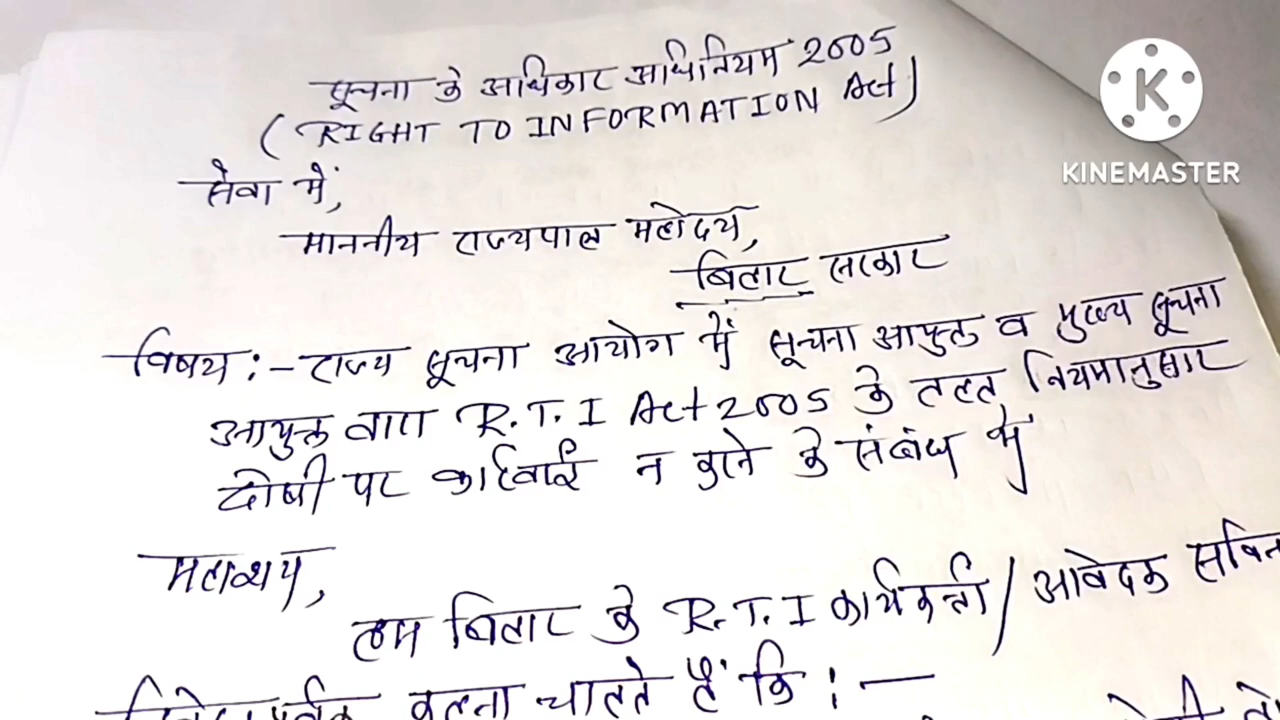 सूचना के अधिकार अधिनियम 2005
(RIGHT TO INFORMATION Act)
सेवा में,
माननीय राज्यपाल महोदय,
बिहार सरकार
विषय :- राज्य सूचना आयोग में सूचना आयुक्त व मुख्य सूचना
आयुक्त द्वारा R.T.I Act 2005 के तहत नियमानुसार
दोषी पर कार्रवाई न करने के संबंध में
महाशय,
हम बिहार के R.T.I कार्यकर्ता / आवेदक
कहना चाहते हैं कि : —
K
KINEMASTER